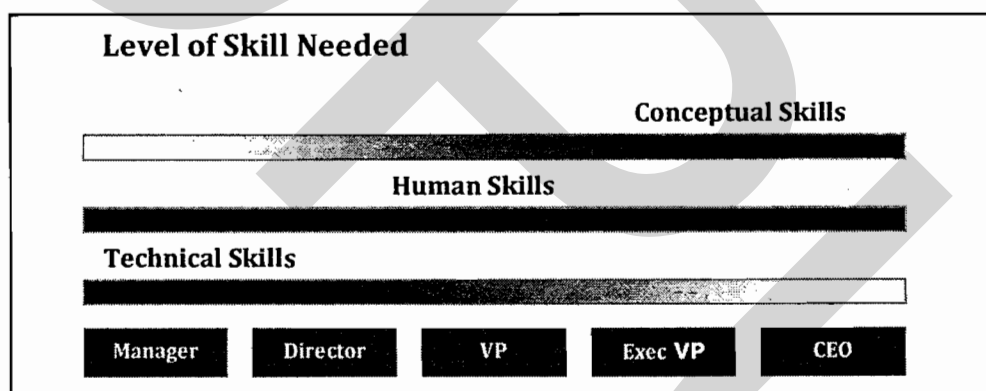 Level of Skill Needed
Conceptual Skills
Human Skills
Technical Skills
Manager Director VP Exec VP CEO